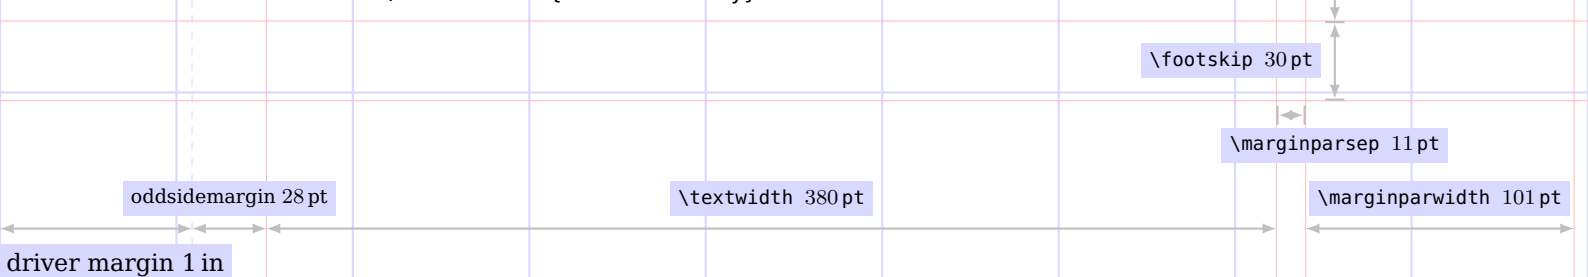 \footskip 30 pt
\marginparsep 11 pt
oddsidemargin 28 pt
\textwidth 380 pt
\marginparwidth 101 pt
driver margin 1 in